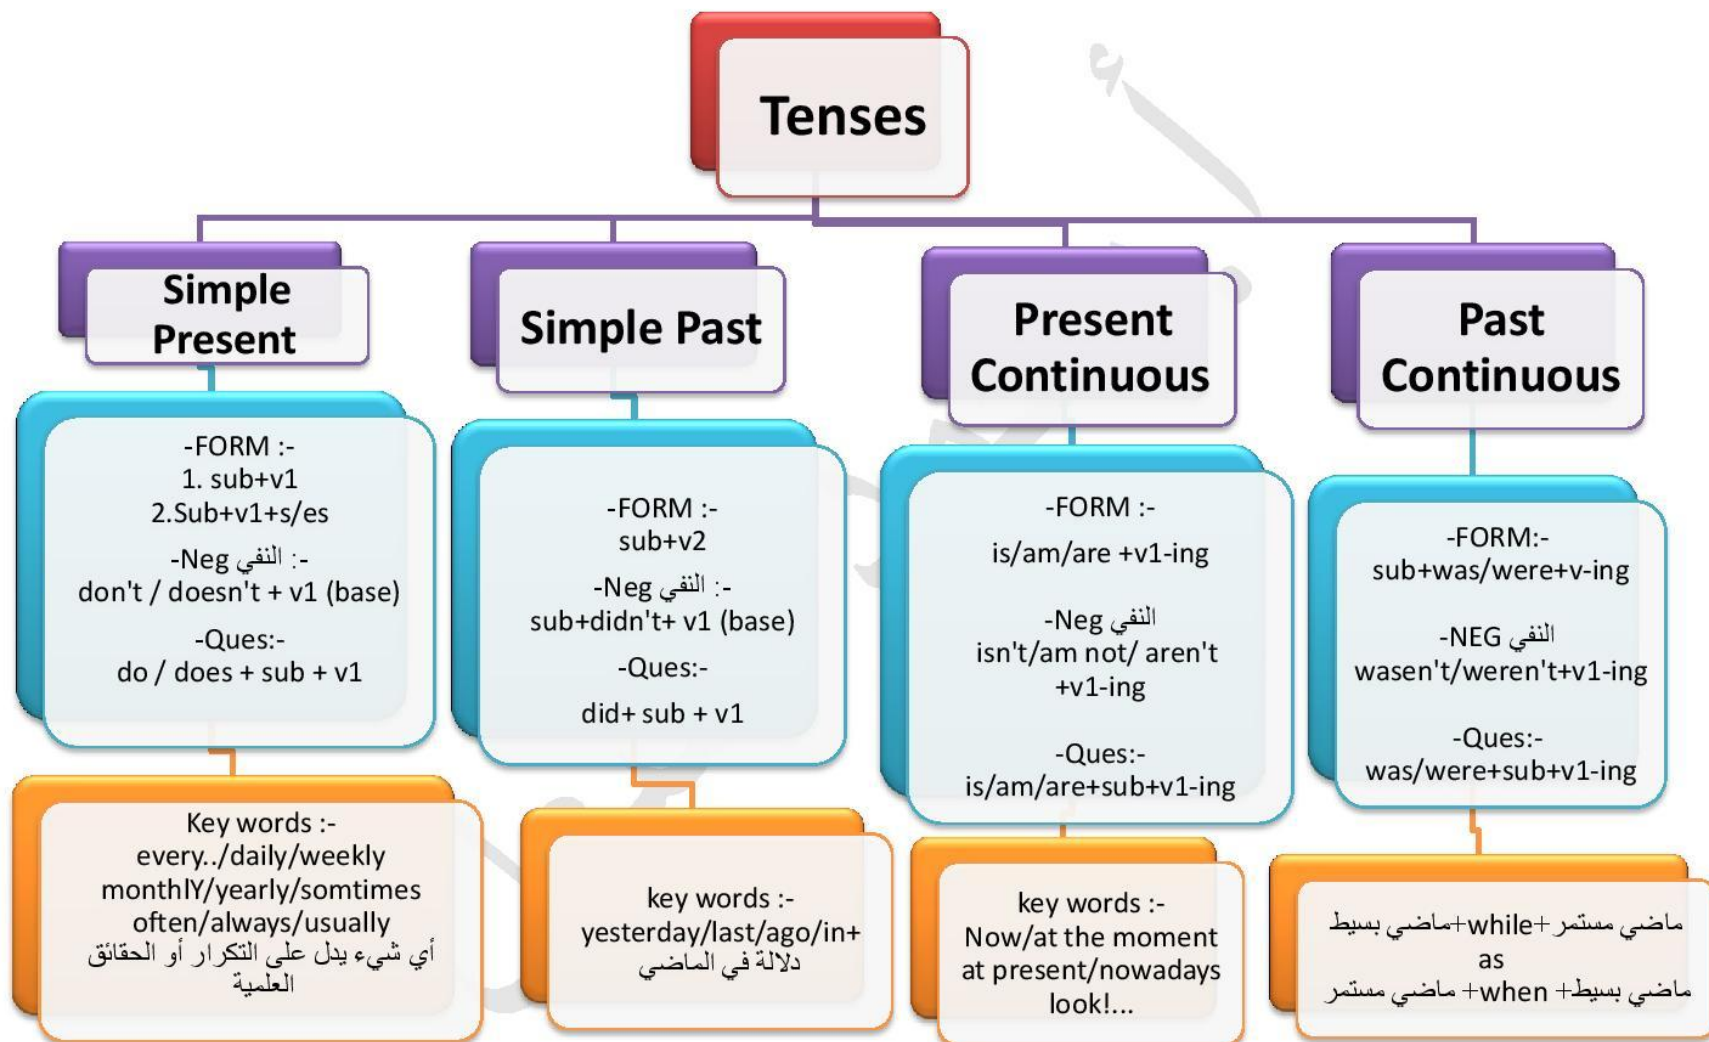 Tenses
Simple
Present
-FORM :-
1. sub+v1
2.Sub+v1+s/es
-Neg النفي :-
don't / doesn't + v1 (base)
-Ques:-
do / does + sub + v1
Key words :-
every../daily/weekly
monthlY/yearly/somtimes
often/always/usually
أي شيء يدل على التكرار أو الحقائق
العلمية
Simple Past
-FORM :-
sub+v2
-Neg النفي :-
sub+didn't+ v1 (base)
-Ques:-
did+ sub + v1
key words :-
yesterday/last/ago/in+
دلالة في الماضي
Present
Continuous
-FORM :-
is/am/are +v1-ing
-Neg النفي
isn't/am not/ aren't
+v1-ing
-Ques:-
is/am/are+sub+v1-ing
key words :-
Now/at the moment
at present/nowadays
look!...
Past
Continuous
-FORM:-
sub+was/were+v-ing
-NEG النفي
wasen't/weren't+v1-ing
-Ques:-
was/were+sub+v1-ing
ماضي مستمر +while+ماضي بسيط
as
ماضي بسيط+ when+ ماضي مستمر